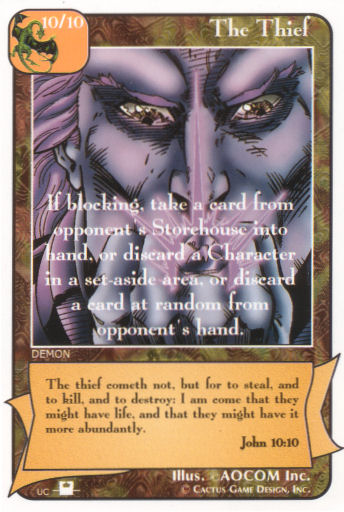 10/10
The Thief
If blocking, take a card from
opponent's Storehouse into
hand, or discard a Character
in a set-aside area, or discard
a card at random from
opponent's hand.
DEMON
The thief cometh not, but for to steal, and
to kill, and to destroy: I am come that they
might have life, and that they might have it
more abundantly.
John 10:10
Illus. - AOCOM Inc.
UC
© Cactus Game Design, Inc.